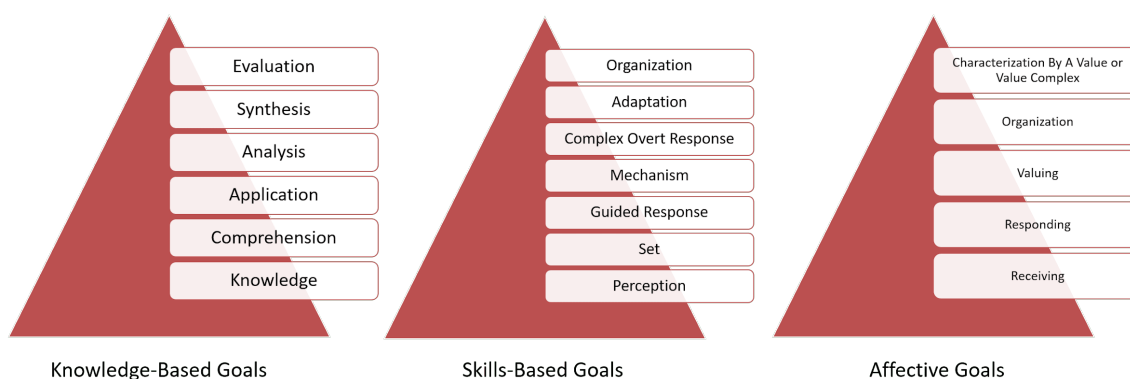 Evaluation
Synthesis
Analysis
Application
Comprehension
Knowledge
Knowledge-Based Goals
Organization
Adaptation
Complex Overt Response
Mechanism
Guided Response
Set
Perception
Skills-Based Goals
Characterization By A Value or
Value Complex
Organization
Valuing
Responding
Receiving
Affective Goals